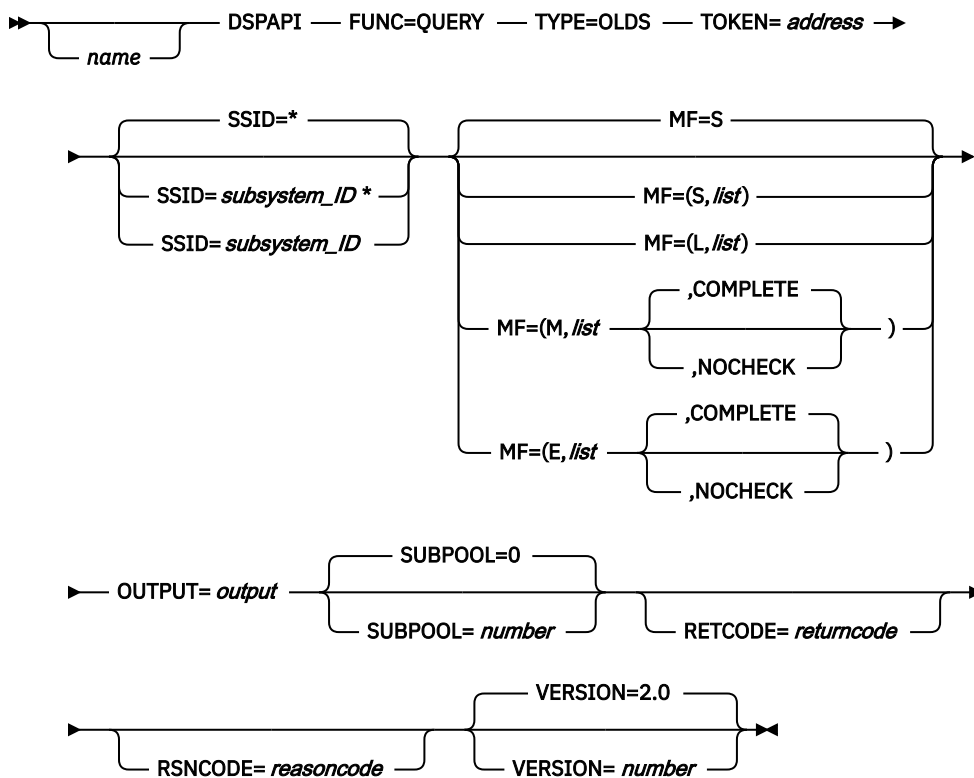 DSPAPI FUNC=QUERY TYPE=OLDS TOKEN= address
name
SSID=*
SSID= subsystem_ID *
SSID= subsystem_ID
MF=S
MF=(S, list )
MF=(L, list )
,COMPLETE
MF=(M, list )
,NOCHECK
,COMPLETE
MF=(E, list )
,NOCHECK
SUBPOOL=0
OUTPUT= output
SUBPOOL= number
RETCODE= returncode
VERSION=2.0
RSNCODE= reasoncode
VERSION= number